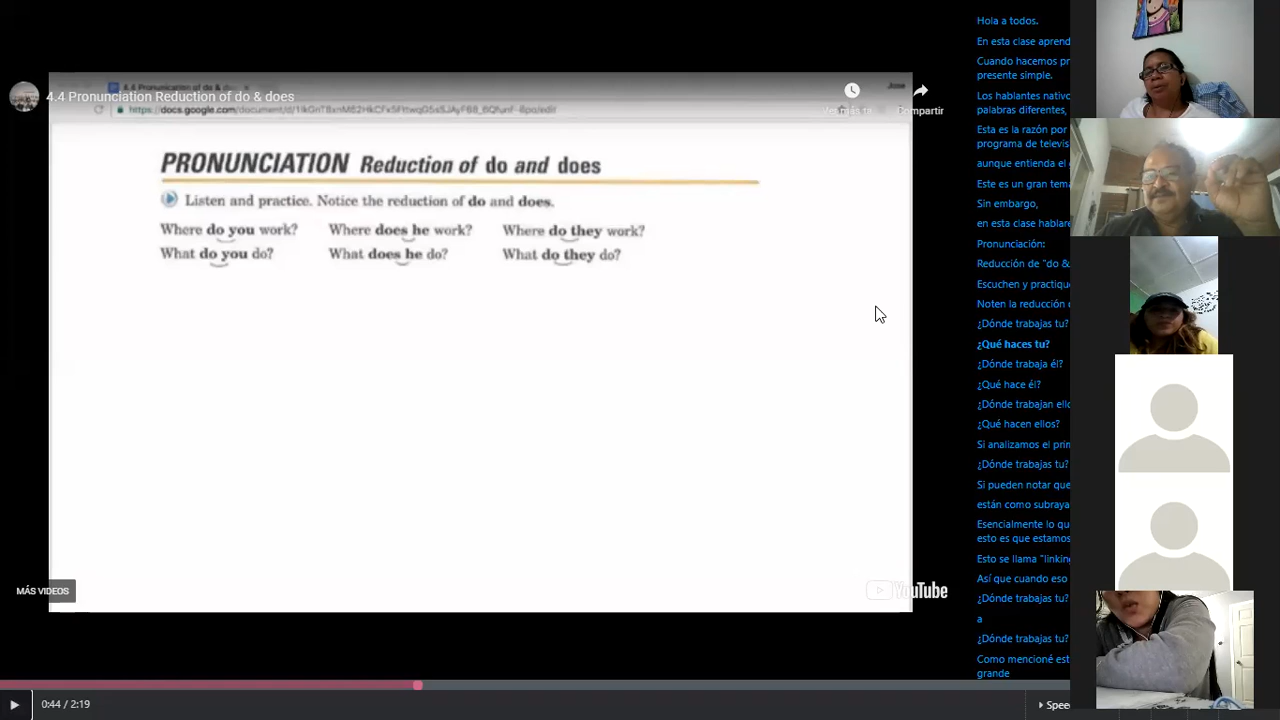 4.4 Pronunciation Reduction of do & does
Compartir
PRONUNCIATION Reduction of do and does
Listen and practice. Notice the reduction of do and does.
Where do you work? Where does he work? Where do they work?
What do you do? What does he do? What do they do?
MÁS VIDEOS
YouTube
0:44 / 2:19
Hola a todos.
En esta clase aprend
Cuando hacemos pr
presente simple.
Los hablantes nativo
palabras diferentes,
Esta es la razón por
programa de televis
aunque entienda el
Este es un gran tema
Sin embargo,
en esta clase hablare
Pronunciación:
Reducción de "do &
Escuchen y practique
Noten la reducción
¿Dónde trabajas tu?
¿Qué haces tu?
¿Dónde trabaja él?
¿Qué hace él?
¿Dónde trabajan ello
¿Qué hacen ellos?
Si analizamos el prim
¿Dónde trabajas tu?
Si pueden notar que
están como subraya
Esencialmente lo qu
esto es que estamos
Esto se llama "linking
Así que cuando eso
¿Dónde trabajas tu?
a
¿Dónde trabajas tu?
Como mencioné est
grande
Spee